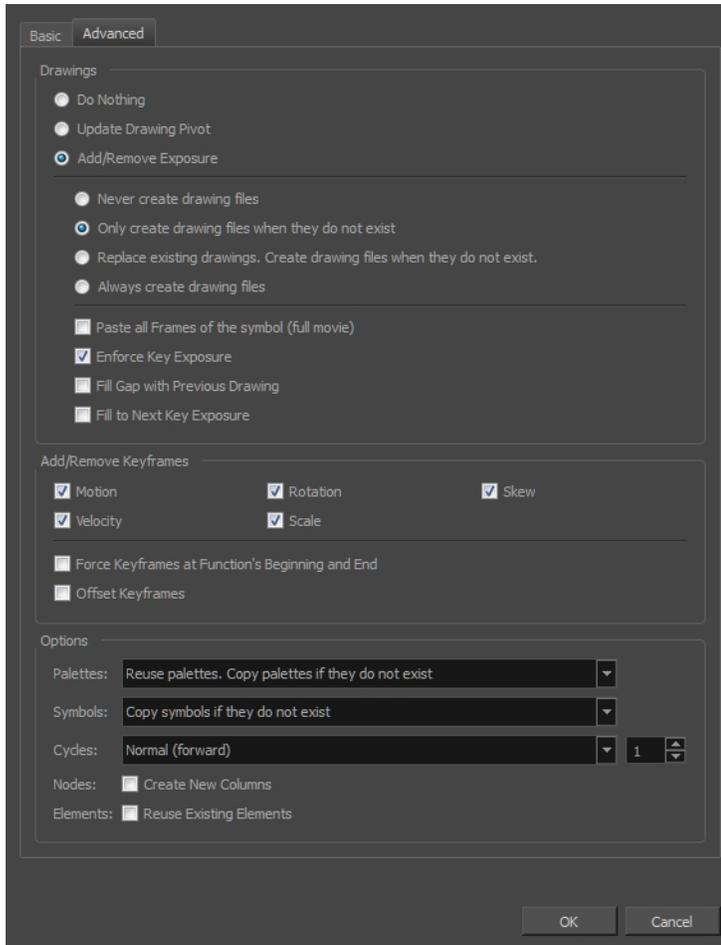 Basic Advanced
Drawings
Do Nothing
Update Drawing Pivot
Add/Remove Exposure
Never create drawing files
Only create drawing files when they do not exist
Replace existing drawings. Create drawing files when they do not exist.
Always create drawing files
Paste all Frames of the symbol (full movie)
Enforce Key Exposure
Fill Gap with Previous Drawing
Fill to Next Key Exposure
Add/Remove Keyframes
Motion Rotation Skew
Velocity Scale
Force Keyframes at Function's Beginning and End
Offset Keyframes
Options
Palettes: Reuse palettes. Copy palettes if they do not exist
Symbols: Copy symbols if they do not exist
Cycles: Normal (forward) 1
Nodes: Create New Columns
Elements: Reuse Existing Elements
OK Cancel